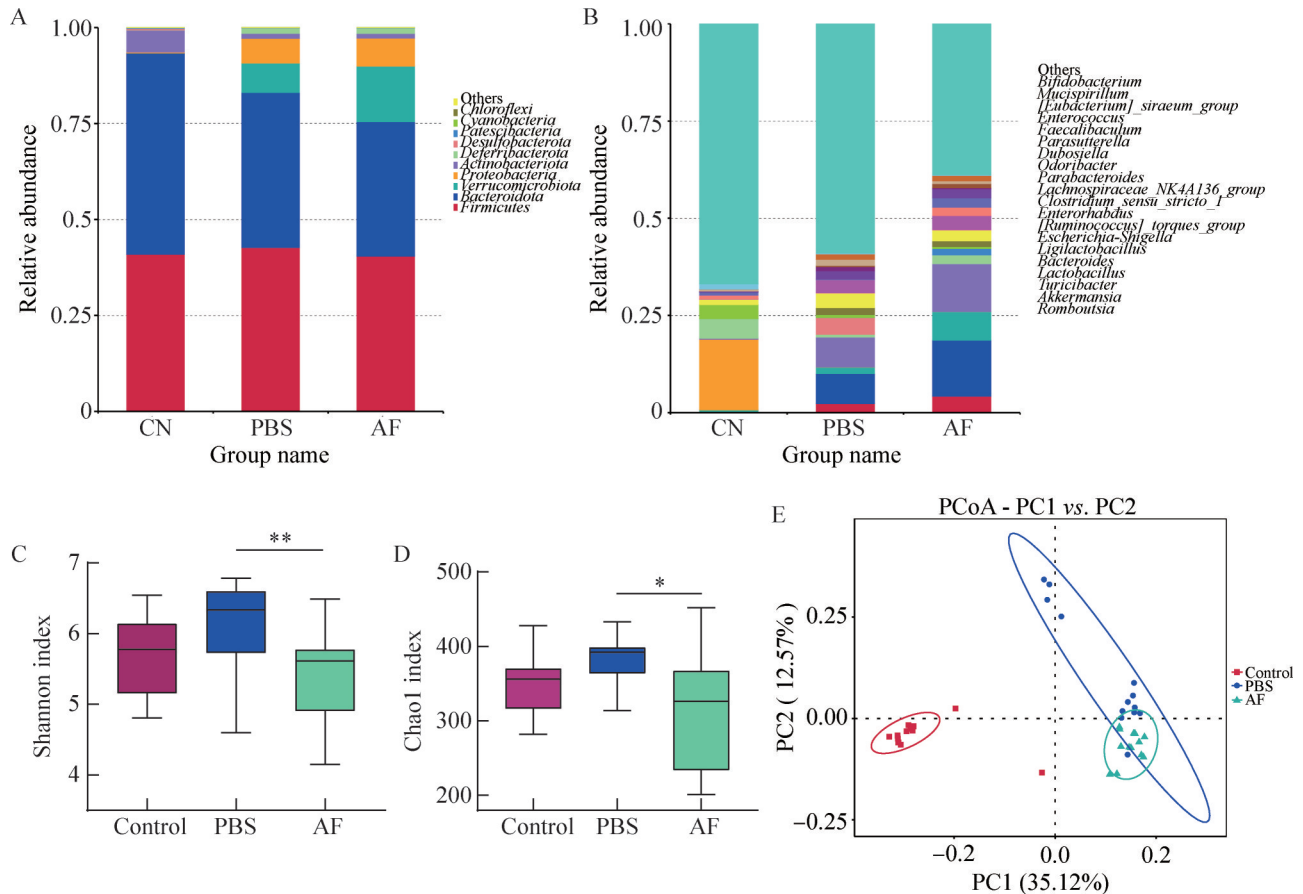 A
1.00
0.75
0.5
0.25
0
Relative abundance
CN
PBS
AF
Group name
Others
Chloroflexi
Cyanobacteria
Patescibacteria
Desulfobacterota
Deferribacterota
Actinobacteriota
Proteobacteria
Verrucomicrobiota
Bacteroidota
Firmicutes
B
1.00
0.75
0.5
0.25
0
Relative abundance
CN
PBS
AF
Group name
Others
Bifidobacterium
Mucispirillum
[Eubacterium]_siraeum_group
Enterococcus
Faecalibaculum
Parasutterella
Dubosiella
Odoribacter
Parabacteroides
Lachnospiraceae_NK4A136_group
Clostridium_sensu_stricto_1
Enterorhabdus
[Ruminococcus]_torques_group
Escherichia-Shigella
Ligilactobacillus
Bacteroides
Lactobacillus
Turicibacter
Akkermansia
Romboutsia
C
7
6
5
4
Shannon index
**
Control
PBS
AF
D
500
400
300
200
Chao1 index
*
Control
PBS
AF
E
PCoA - PC1 vs. PC2
0.25
0.00
−0.25
PC2 ( 12.57% )
−0.2
0.0
0.2
PC1 (35.12%)
Control
PBS
AF